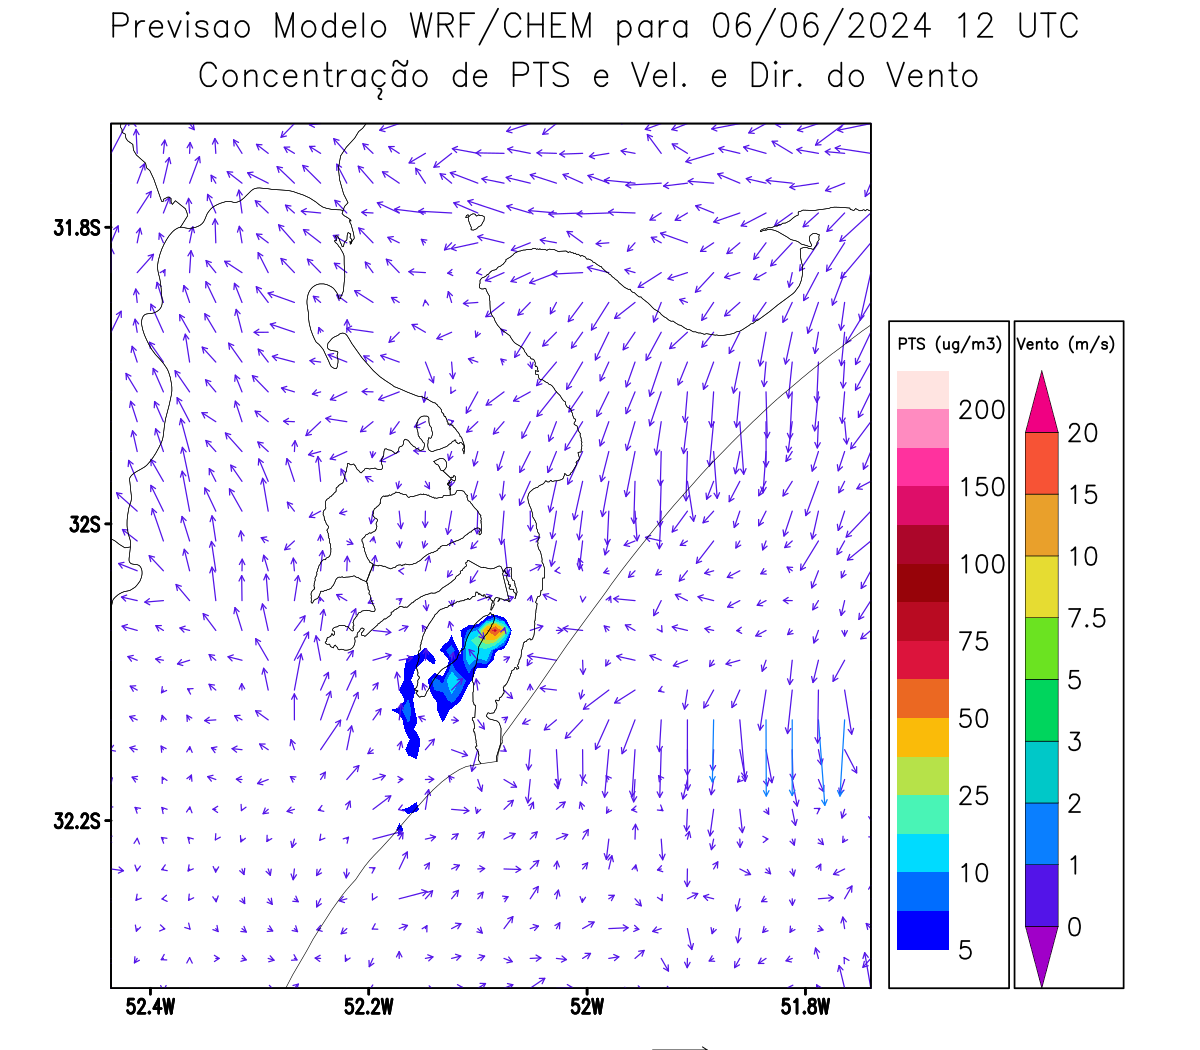 Previsao Modelo WRF/CHEM para 06/06/2024 12 UTC
Concentração de PTS e Vel. e Dir. do Vento
31.8S
32S
32.2S
52.4W 52.2W 52W 51.8W
PTS (ug/m3)
200
150
100
75
50
25
10
5
Vento (m/s)
20
15
10
7.5
5
3
2
1
0